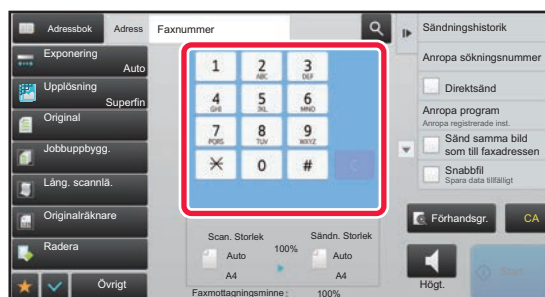 Adressbok
Adress
Faxnummer
Exponering
Auto
Upplösning
Superfin
Original
Jobbuppbygg.
Lång. scannlä.
Originalräknare
Radera
Övrigt
1
2 ABC
3 DEF
4 GHI
5 JKL
6 MNO
7 PQRS
8 TUV
9 WXYZ
0
#
C
Scan. Storlek
100%
Sändn. Storlek
Auto
A4
Auto
A4
Faxmottagningsminne : 100%
Sändningshistorik
Anropa sökningsnummer
Direktsänd
Anropa program
Anropa registrerade inst.
Sänd samma bild
som till faxadressen
Snabbfil
Spara data tillfälligt
Förhandsgr.
CA
Högt.
Start